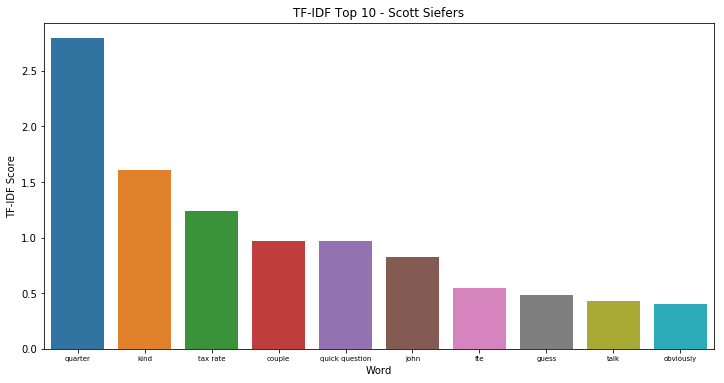 TF-IDF Top 10 - Scott Siefers
TF-IDF Score
2.5
2.0
1.5
1.0
0.5
0.0
quarter kind tax rate couple quick question john fte guess talk obviously
Word